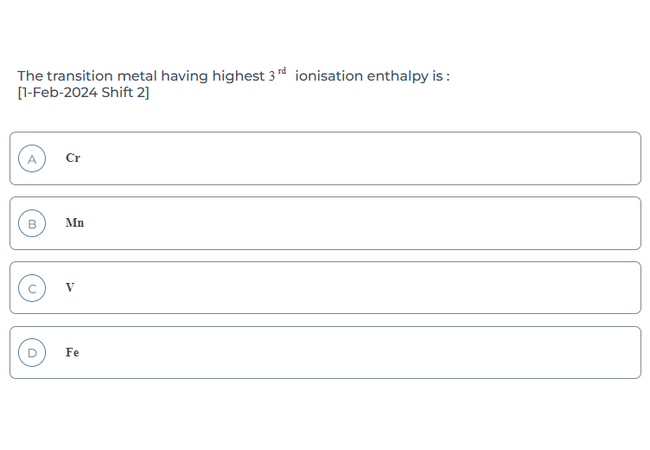 The transition metal having highest 3 rd ionisation enthalpy is :
[1-Feb-2024 Shift 2]
A Cr
B Mn
C V
D Fe